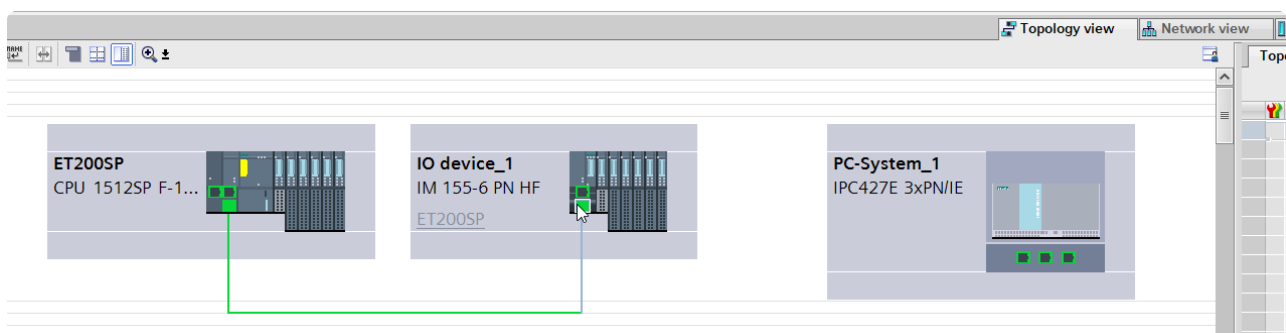 Topology view
Network view
Top
ET200SP
CPU 1512SP F-1...
IO device_1
IM 155-6 PN HF
ET200SP
PC-System_1
IPC427E 3xPN/IE